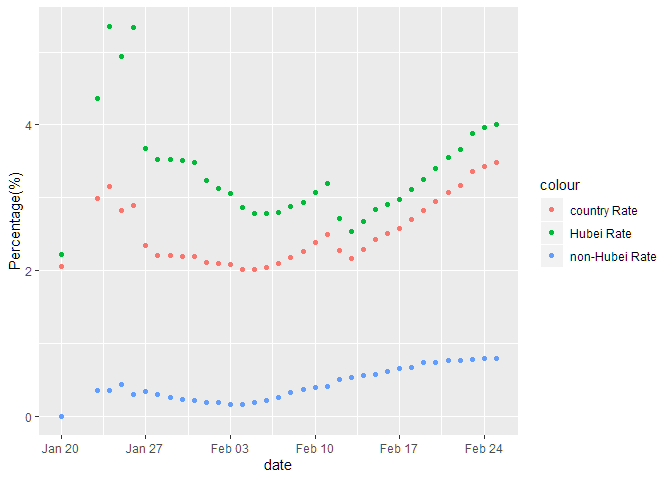 Percentage(%)
4
2
0
Jan 20 Jan 27 Feb 03 Feb 10 Feb 17 Feb 24
date
colour
country Rate
Hubei Rate
non-Hubei Rate